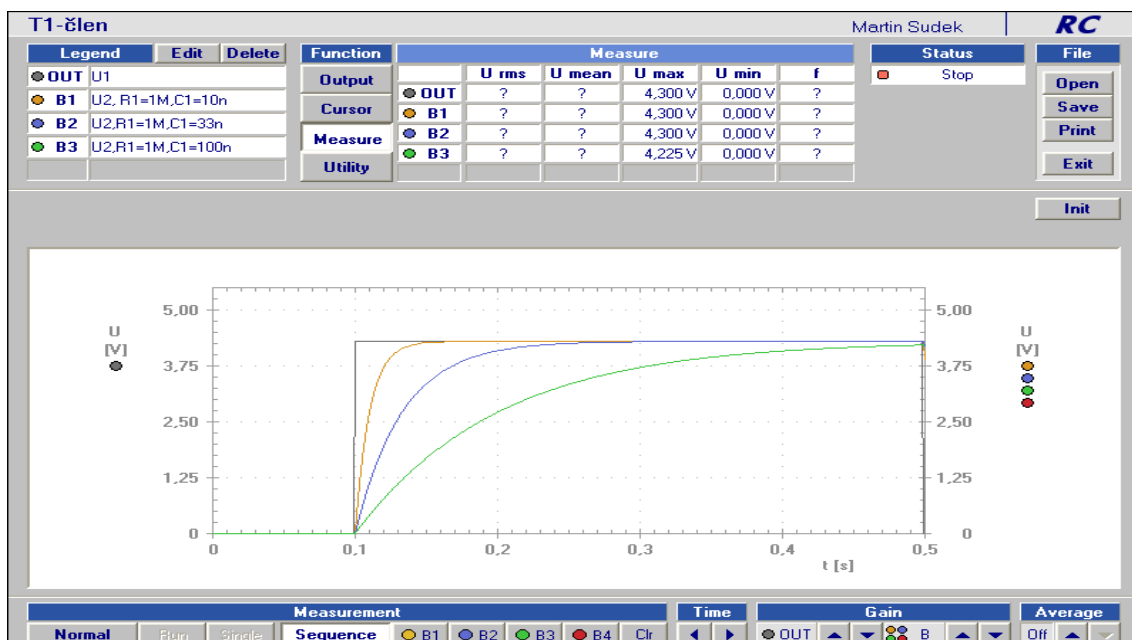 T1-člen Martin Sudek RC
Legend Edit Delete Function Measure Status File
OUT U1 Output U rms U mean U max U min f Stop Open
OUT ? ? 4,300 V 0,000 V ?
B1 U2, R1=1M,C1=10n Cursor B1 ? ? 4,300 V 0,000 V ? Save
B2 U2,R1=1M,C1=33n Measure B2 ? ? 4,300 V 0,000 V ? Print
B3 U2,R1=1M,C1=100n B3 ? ? 4,225 V 0,000 V ?
Utility Exit
Init
5,00 5,00
U U
[V] [V]
3,75 3,75
2,50 2,50
1,25 1,25
0 0
0 0,1 0,2 0,3 0,4 0,5
t [s]
Measurement Time Gain Average
Normal Run Single Sequence B1 B2 B3 B4 Clr OUT B Off